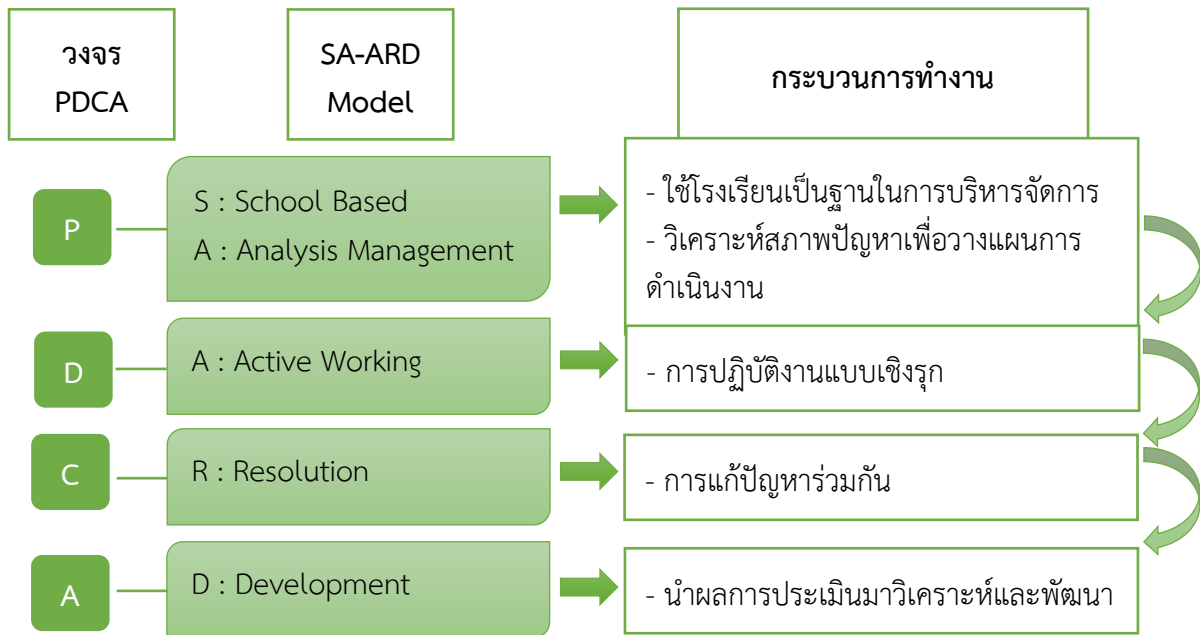 วงจร
PDCA
SA-ARD
Model
กระบวนการทำงาน
P
S : School Based
A : Analysis Management
- ใช้โรงเรียนเป็นฐานในการบริหารจัดการ
- วิเคราะห์สภาพปัญหาเพื่อวางแผนการ
ดำเนินงาน
D
A : Active Working
- การปฏิบัติงานแบบเชิงรุก
C
R : Resolution
- การแก้ปัญหาร่วมกัน
A
D : Development
- นำผลการประเมินมาวิเคราะห์และพัฒนา